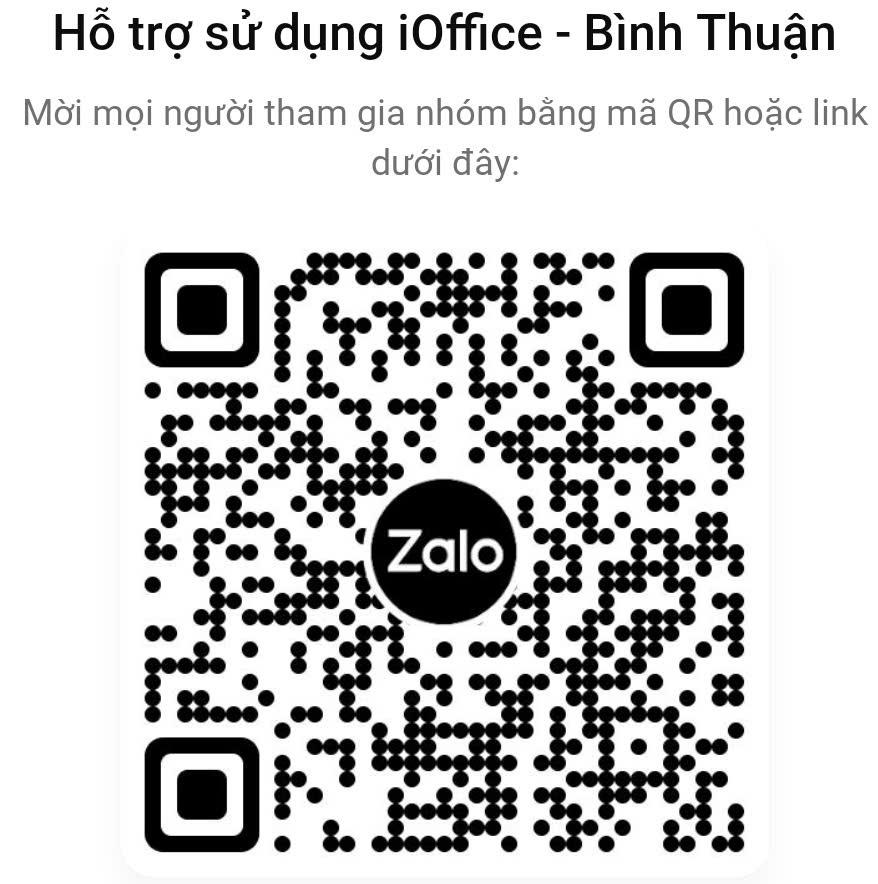 Hỗ trợ sử dụng iOffice - Bình Thuận
Mời mọi người tham gia nhóm bằng mã QR hoặc link
dưới đây:
Zalo